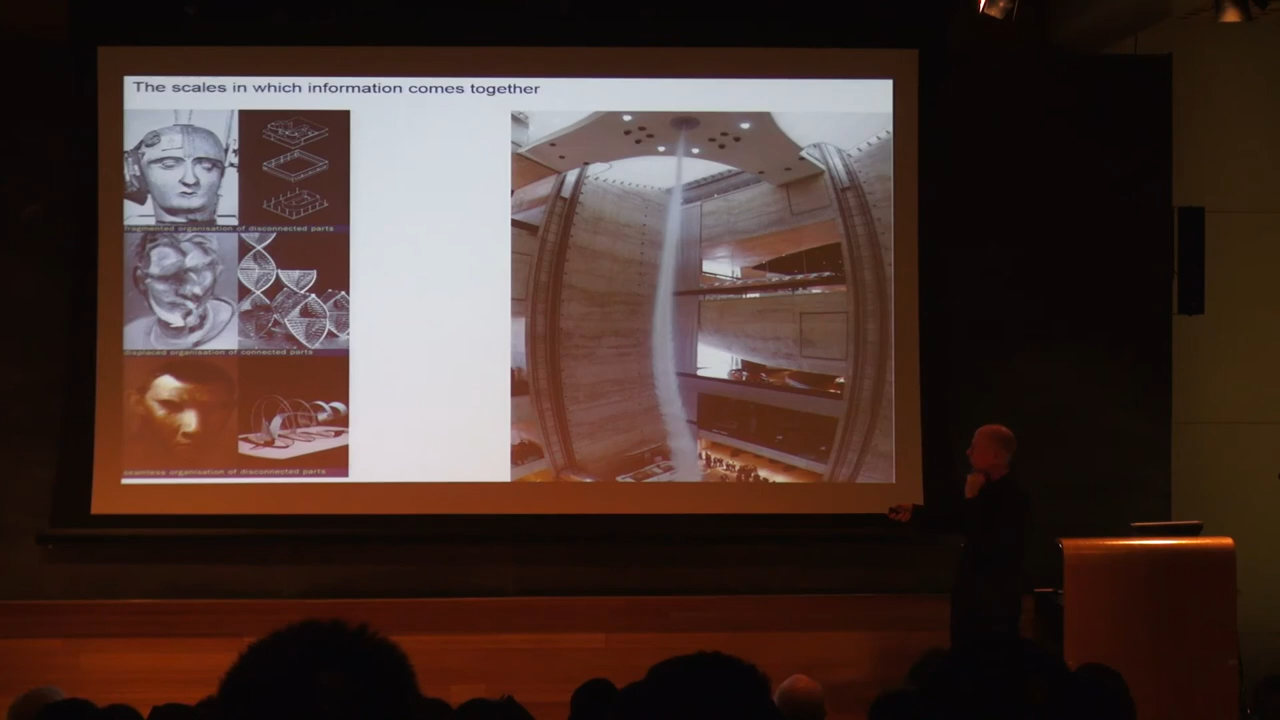 The scales in which information comes together
fragmented organisation of disconnected parts
displaced organisation of connected parts
seamless organisation of disconnected parts